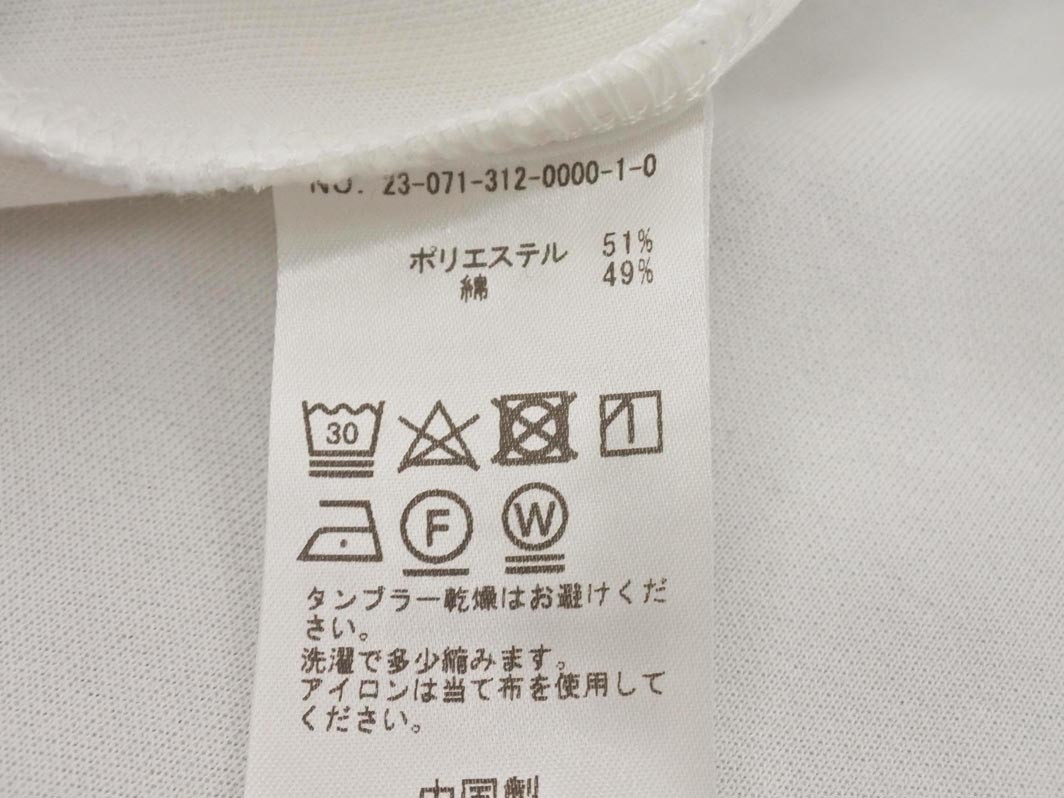 NO. 23-071-312-0000-1-0
ポリエステル 51%
綿 49%
30
F W
タンブラー乾燥はお避けくだ
さい。
洗濯で多少縮みます。
アイロンは当て布を使用して
ください。
中国製